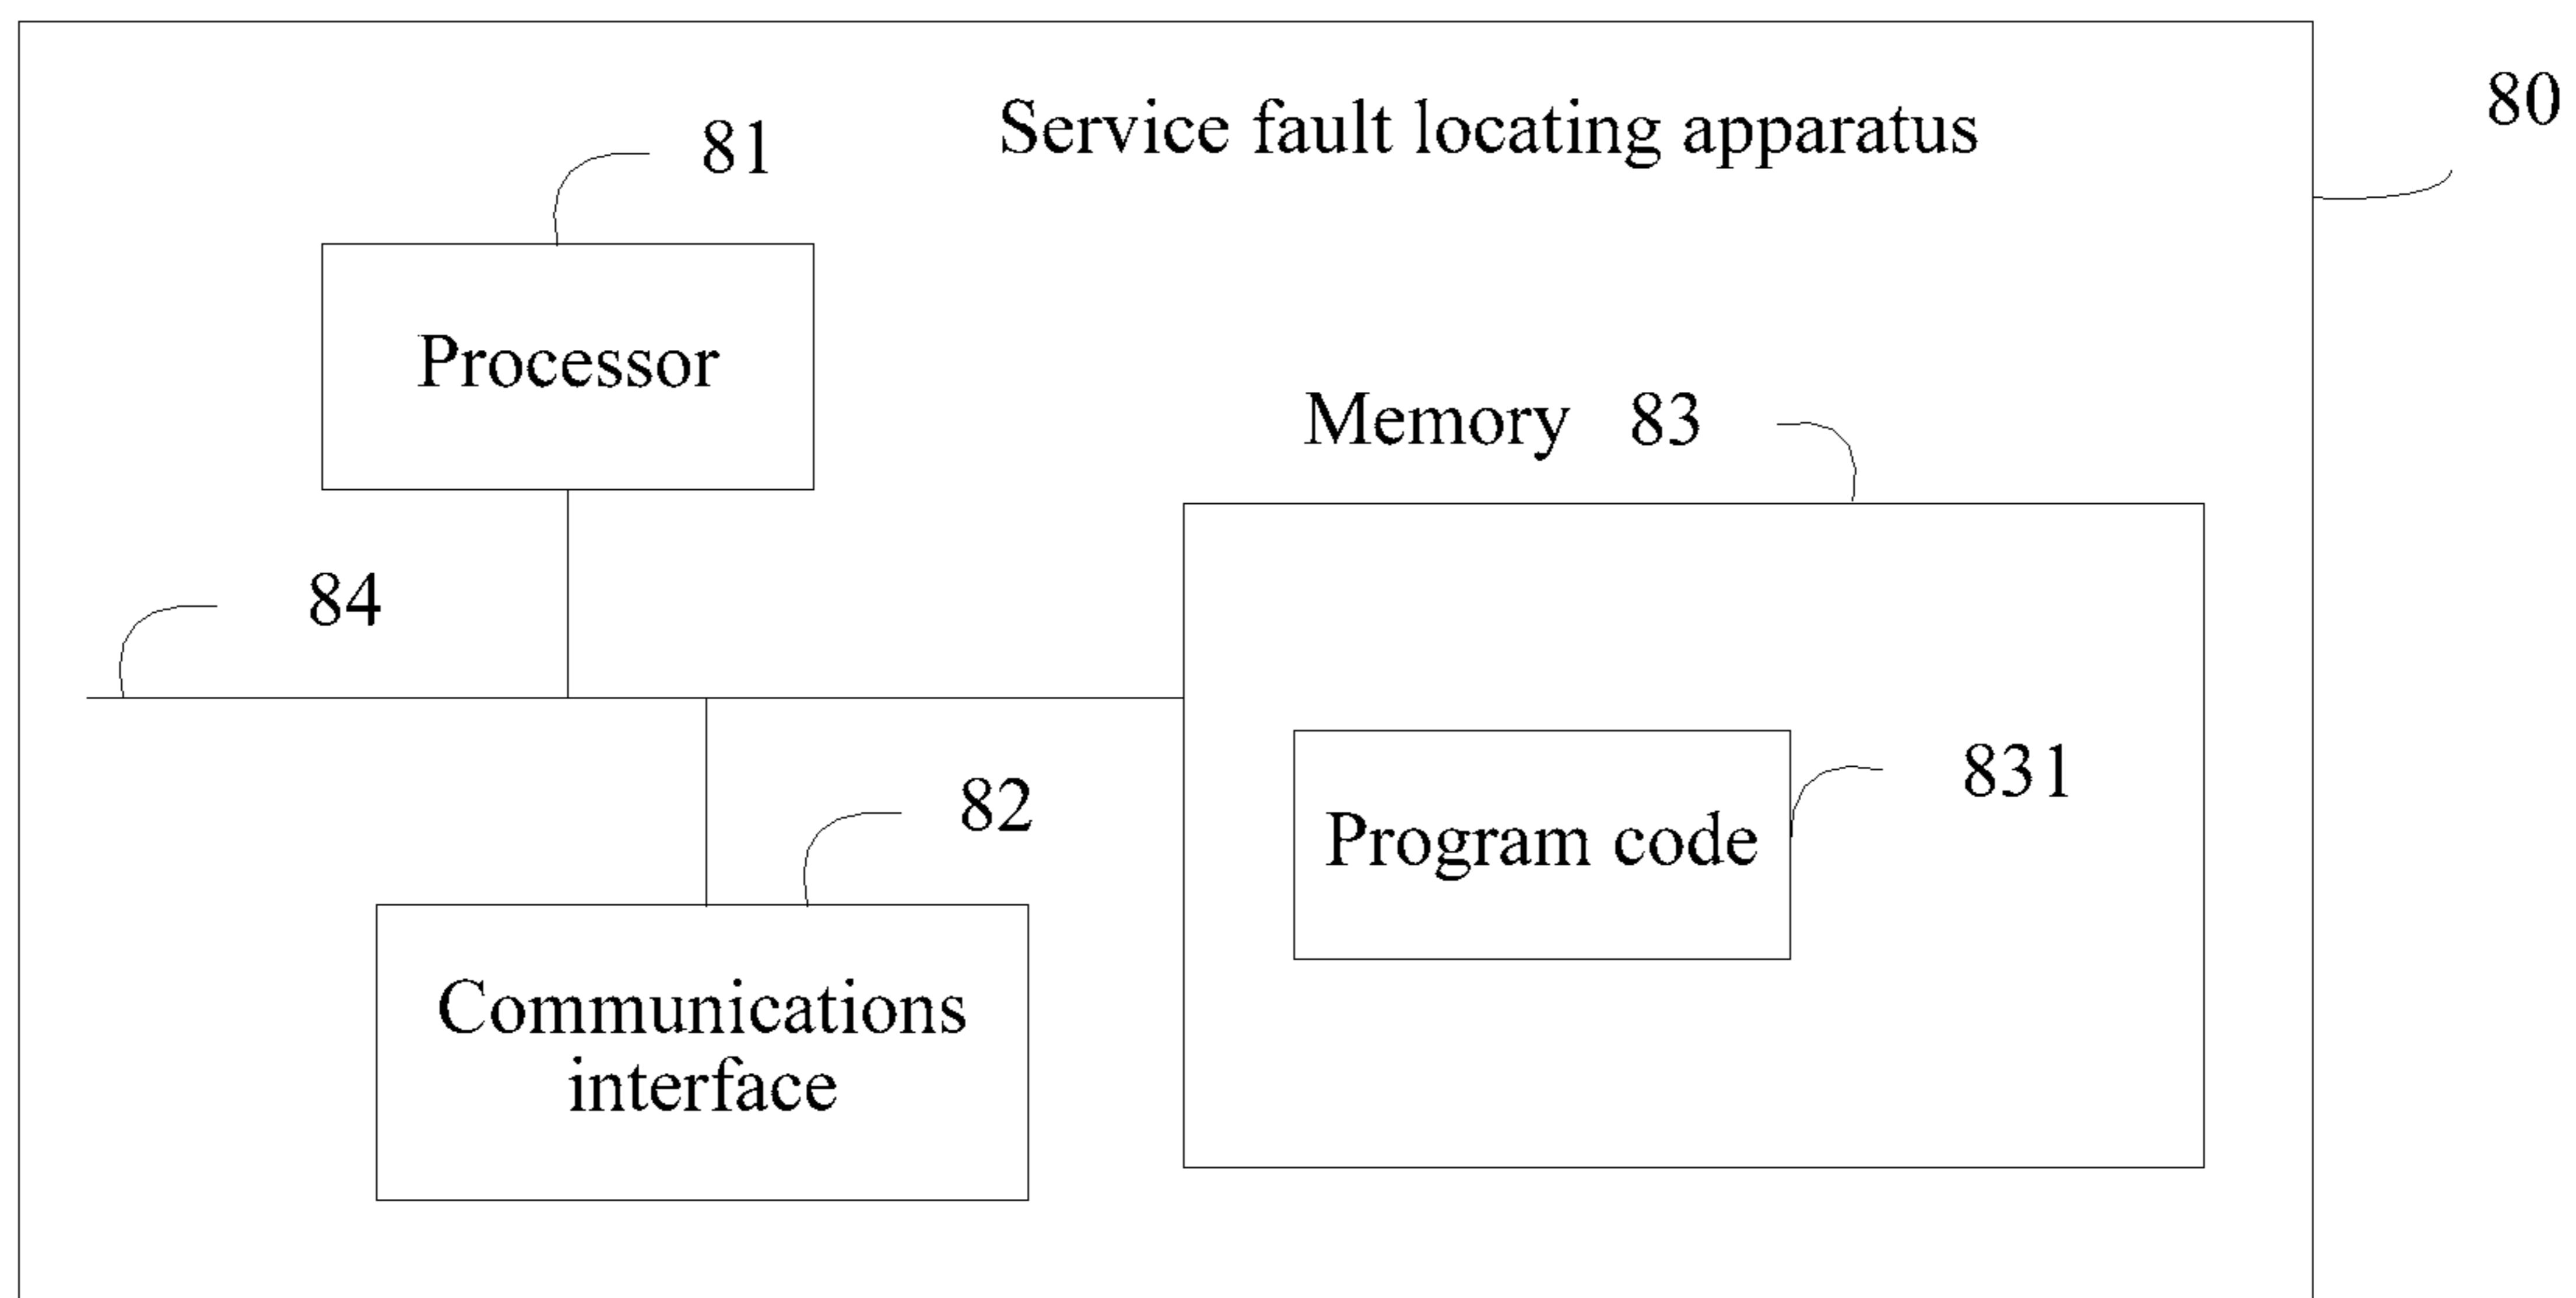 80
Service fault locating apparatus
81
Processor
Memory 83
84
831
Program code
82
Communications
interface